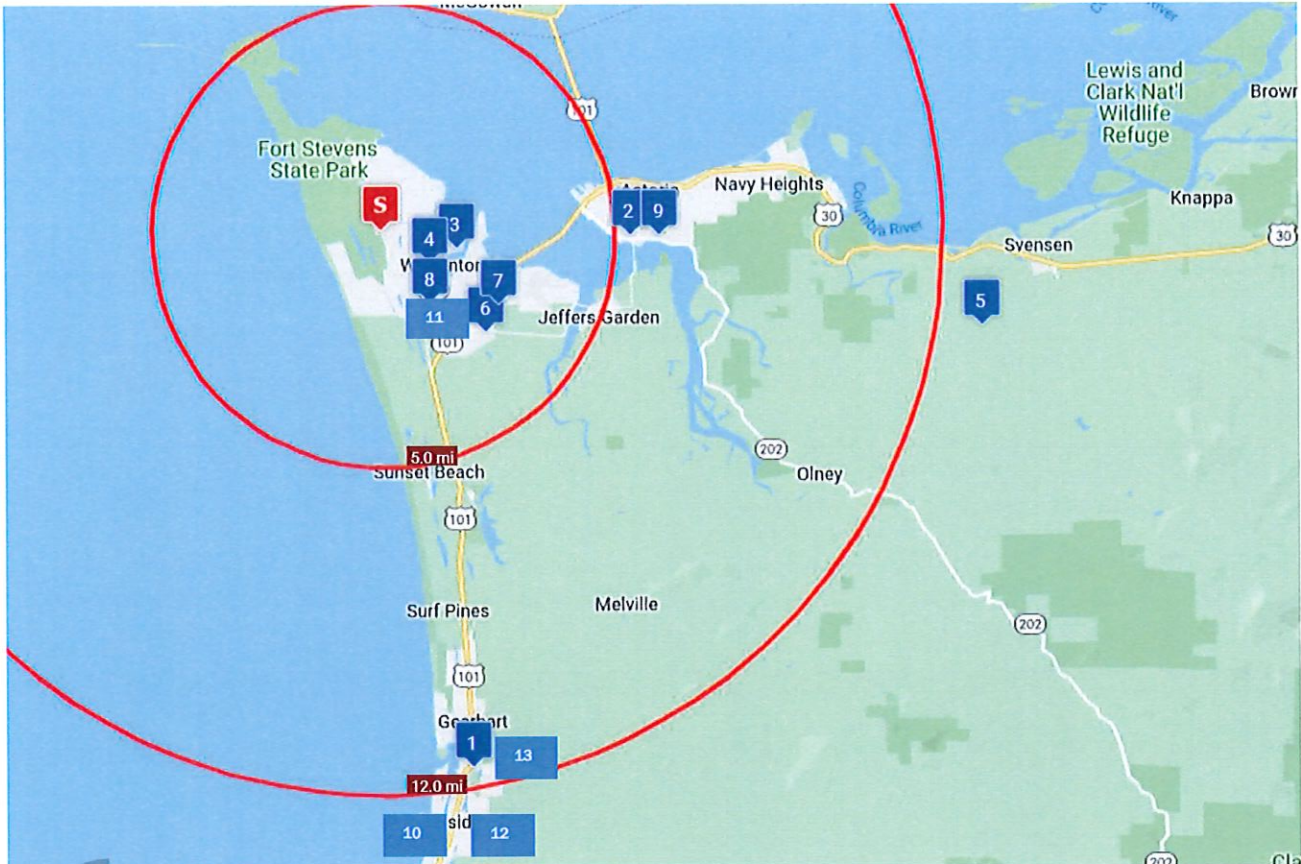 101
Lewis and
Clark Nat'l
Wildlife
Refuge
Brown
Fort Stevens
State Park
S
3
4
2
9
Astoria
Navy Heights
30
Columbia River
Knappa
Svensen
30
7
8
5
6
11
Jeffers Garden
101
5.0 mi
Sunset Beach
202
Olney
101
Surf Pines
Melville
202
101
Gearhart
1
13
12.0 mi
10
sid
12
202